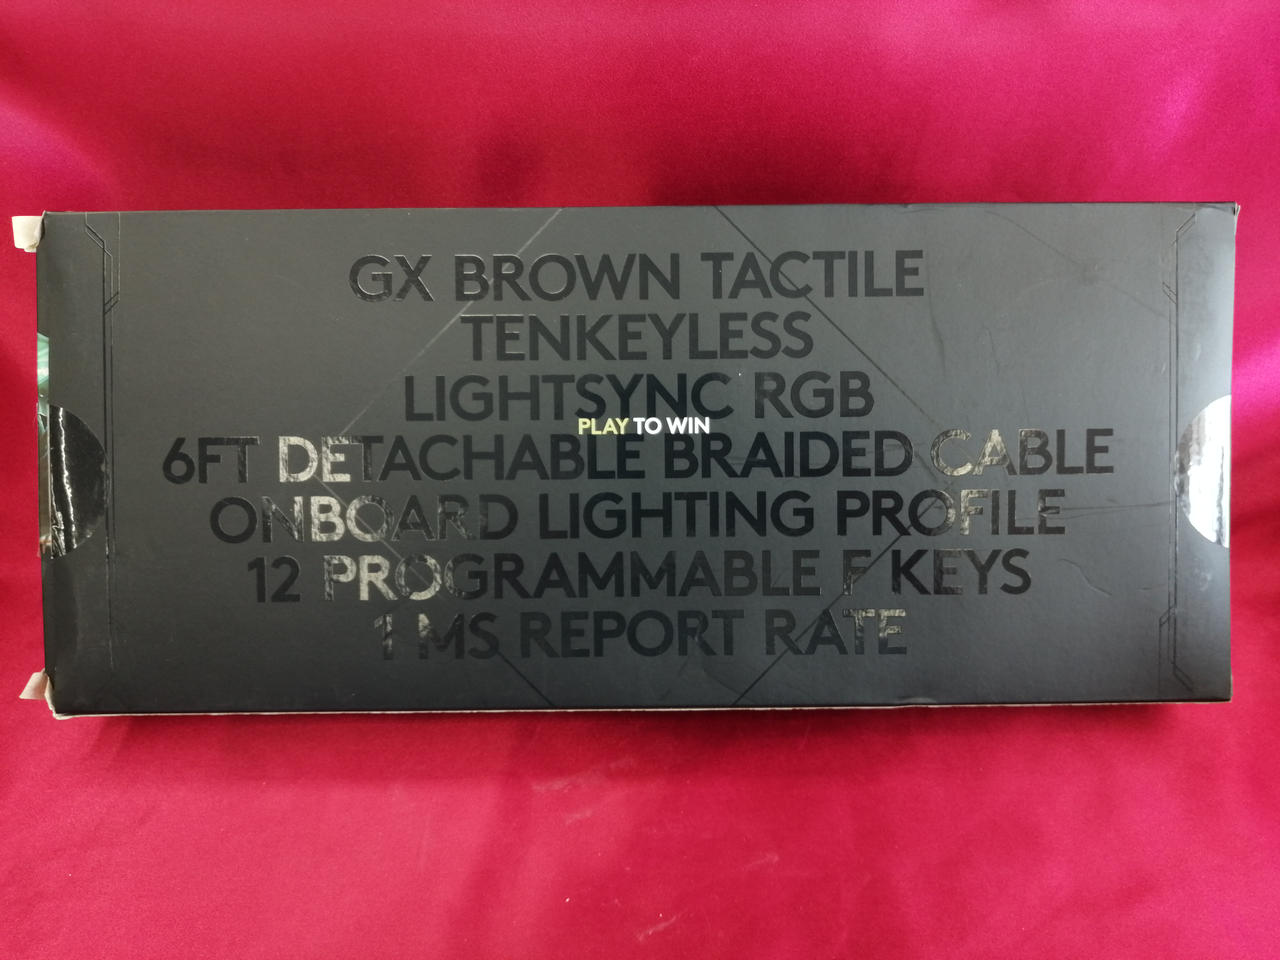 GX BROWN TACTILE
TENKEYLESS
LIGHTSYNC RGB
PLAY TO WIN
6FT DETACHABLE BRAIDED CABLE
ONBOARD LIGHTING PROFILE
12 PROGRAMMABLE F KEYS
1 MS REPORT RATE